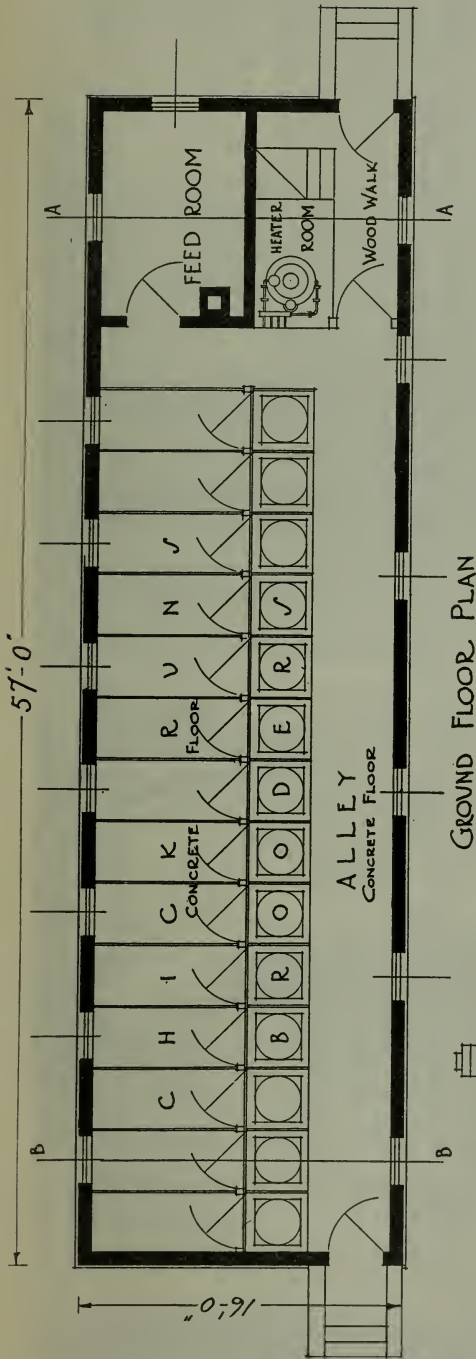 57'-0"
16'-0"
A
A
B
B
FEED ROOM
HEATER
ROOM
WOOD WALK
C H I C K R U N S
CONCRETE FLOOR
B R O O D E R S
ALLEY
CONCRETE FLOOR
GROUND FLOOR PLAN